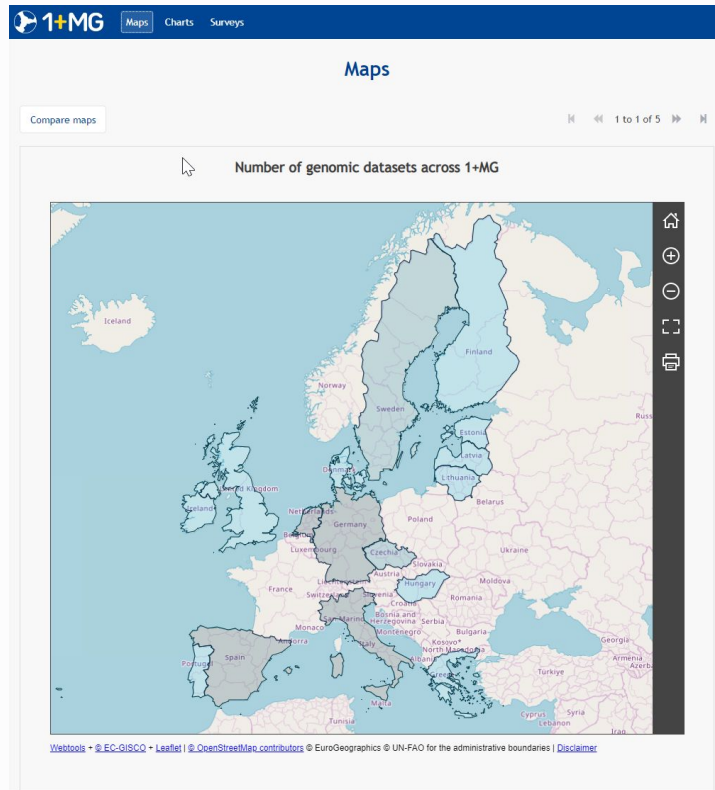 1+MG Maps Charts Surveys
Maps
Compare maps
1 to 1 of 5
Number of genomic datasets across 1+MG
Iceland
Finland
Norway
Russ
Sweden
Estonia
Latvia
Denmark
Lithuania
United Kingdom
Ireland
Belarus
Netherlands
Poland
Germany
Belgium
Ukraine
Luxembourg
Czechia
Slovakia
Austria
Liechtenstein
Hungary
Moldova
France
Switzerland
Slovenia
Croatia
Romania
Bosnia and
Herzegovina
Serbia
San Marino
Monaco
Montenegro
Bulgaria
Italy
Andorra
Kosovo*
North Macedonia
Georgia
Albania
Armenia
Azerb
Spain
Portugal
Greece
Türkiye
Malta
Cyprus
Syria
Tunisia
Lebanon
Iraq
Webtools + © EC-GISCO + Leaflet | © OpenStreetMap contributors © EuroGeographics © UN-FAO for the administrative boundaries | Disclaimer